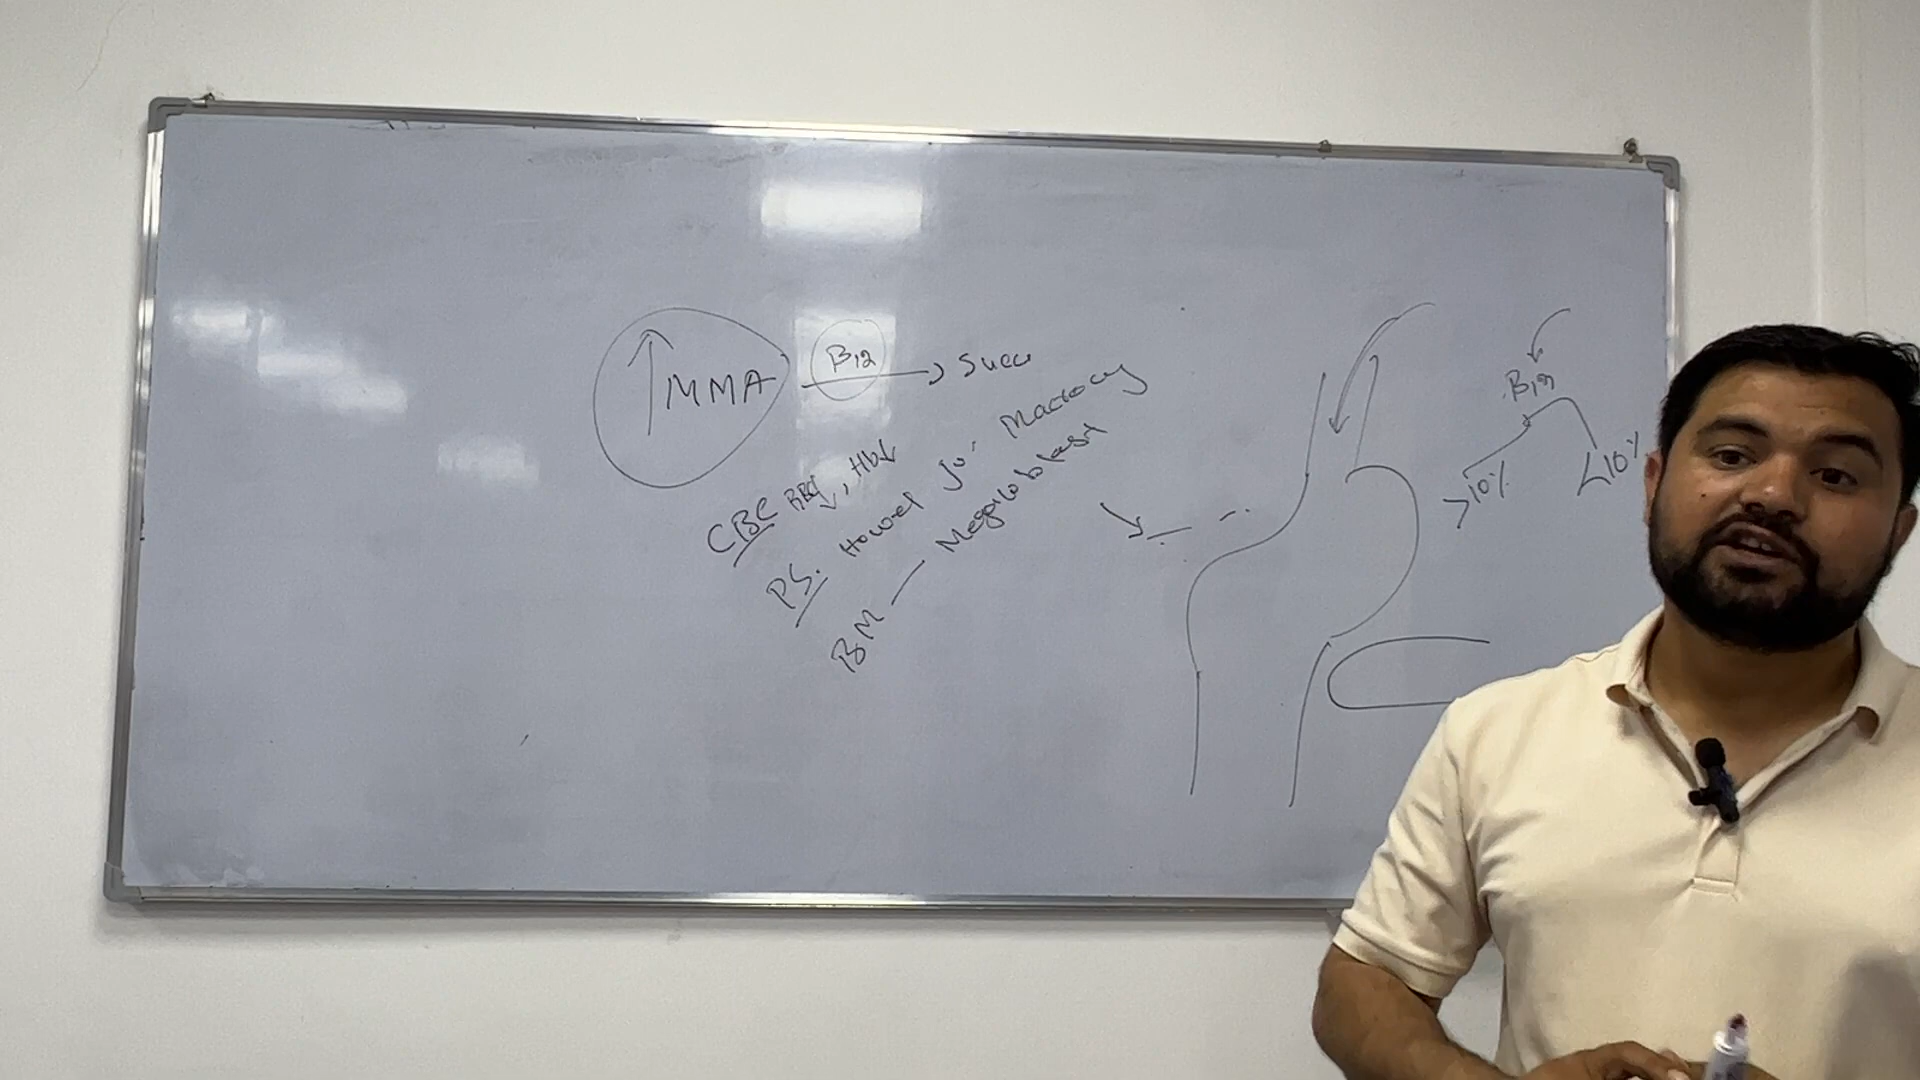 ↑MMA B12 → Succ
CBC RBC↓, Hb↓
PS. Howel Jo. Macrocy
BM — Megaloblast
B12
>10% <10%